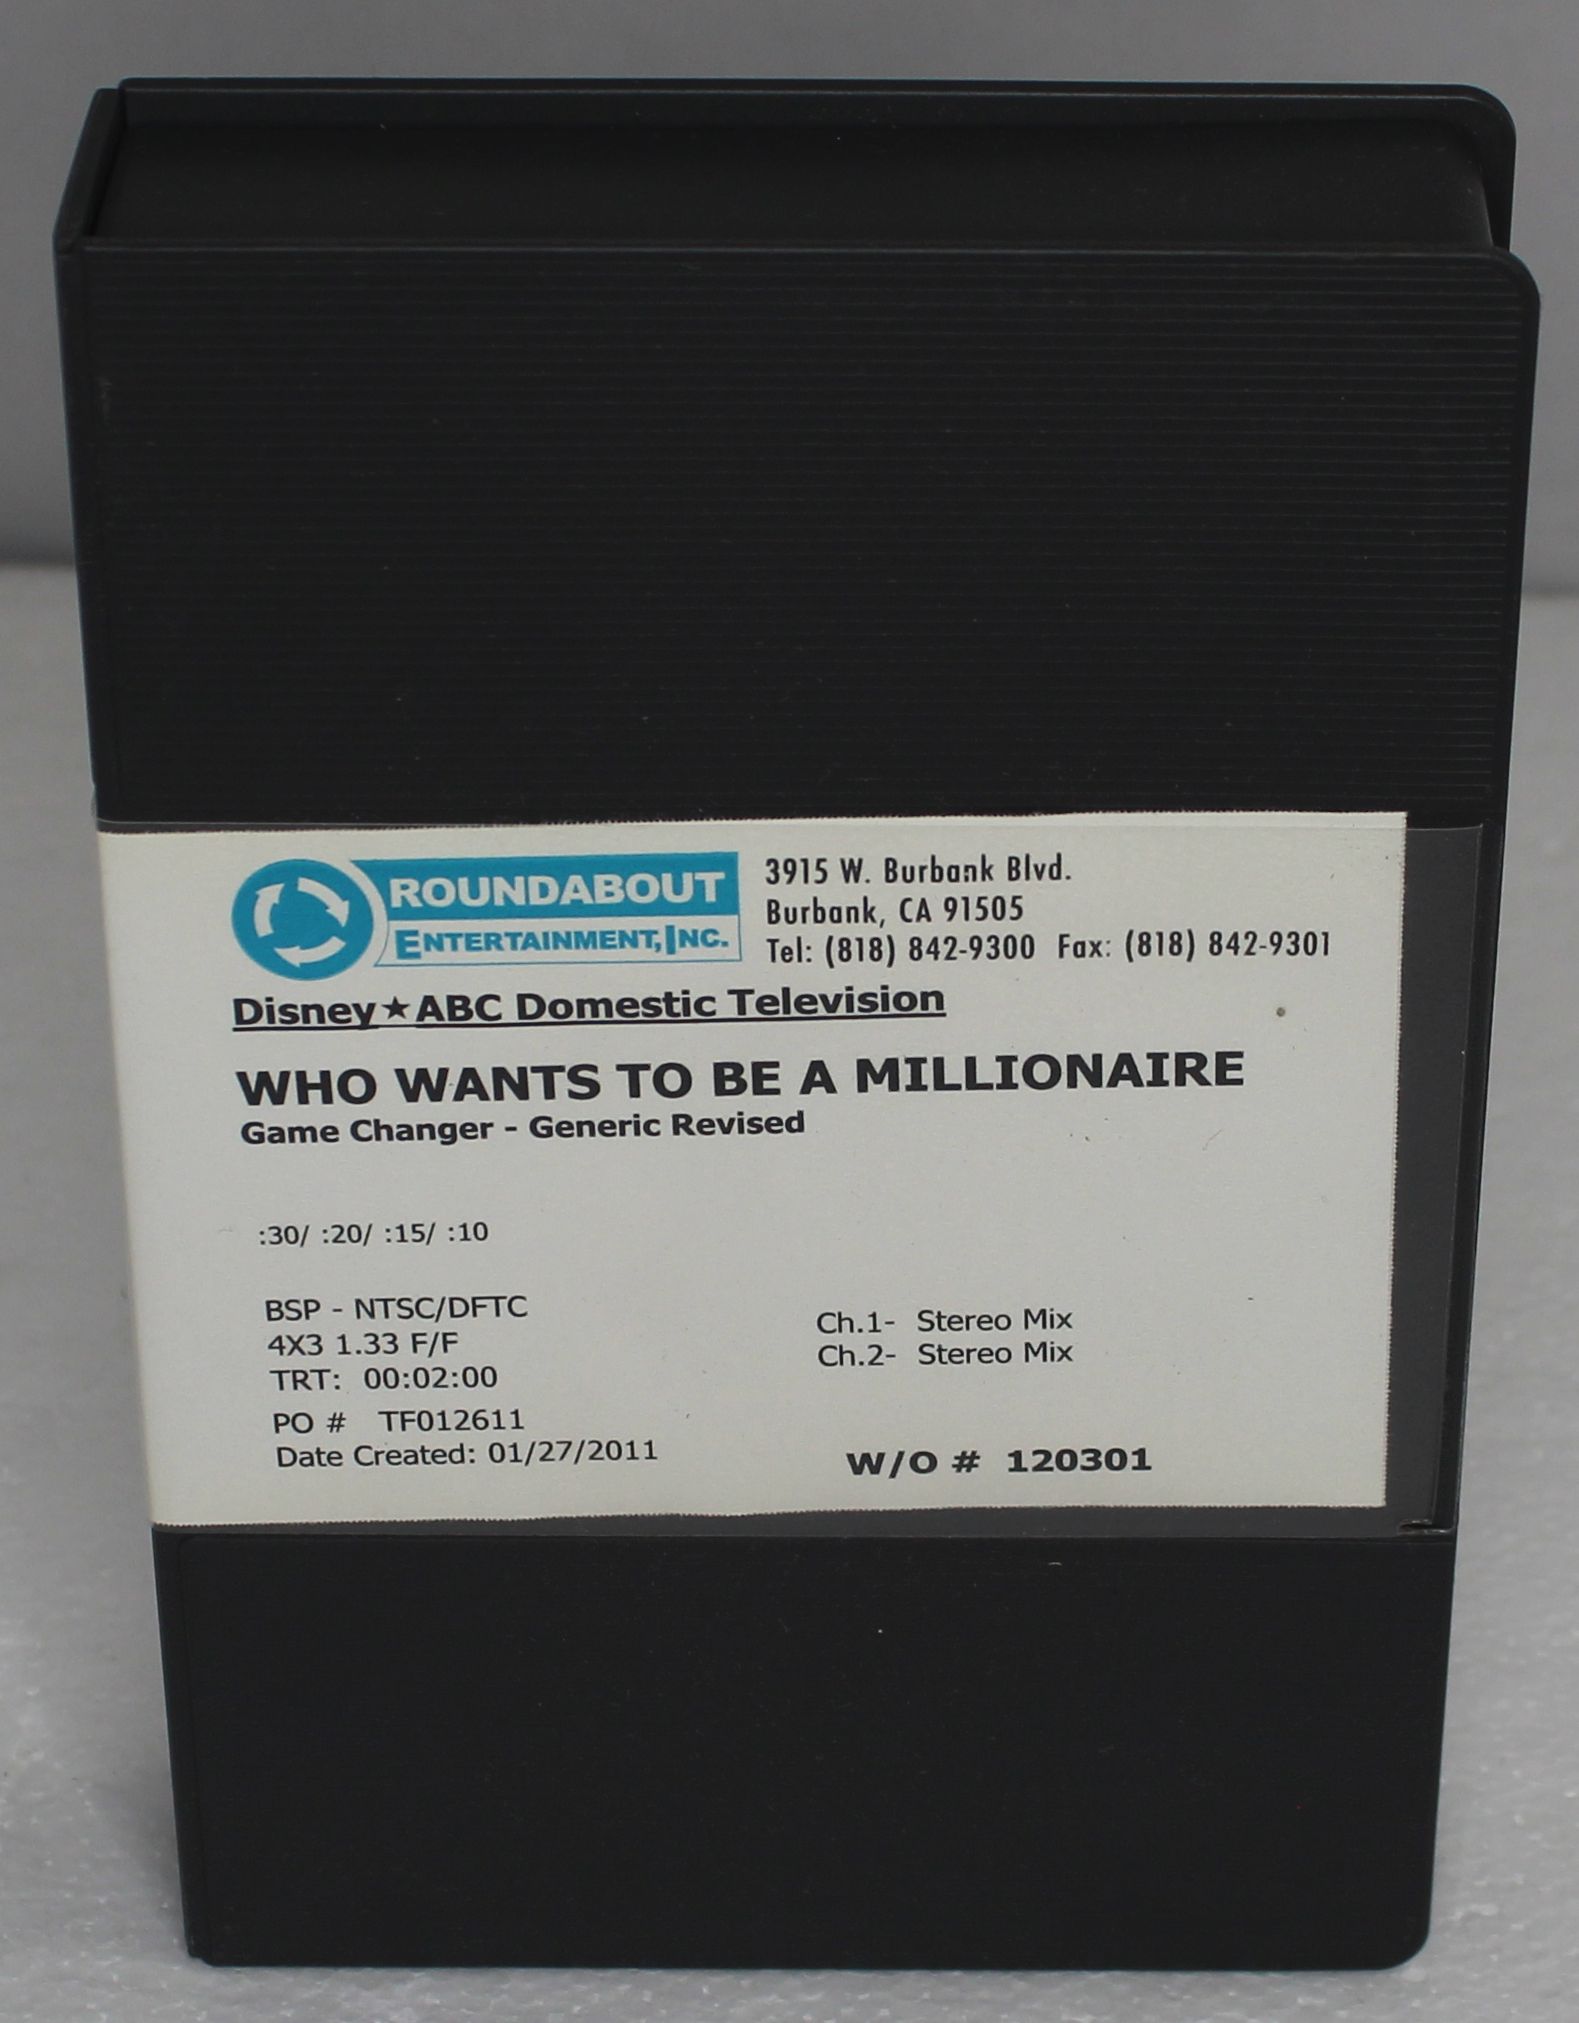 ROUNDABOUT
ENTERTAINMENT, INC.
3915 W. Burbank Blvd.
Burbank, CA 91505
Tel: (818) 842-9300 Fax: (818) 842-9301
Disney★ABC Domestic Television
WHO WANTS TO BE A MILLIONAIRE
Game Changer - Generic Revised
:30/ :20/ :15/ :10
BSP - NTSC/DFTC
4X3 1.33 F/F
TRT: 00:02:00
PO # TF012611
Date Created: 01/27/2011
Ch.1- Stereo Mix
Ch.2- Stereo Mix
W/O # 120301